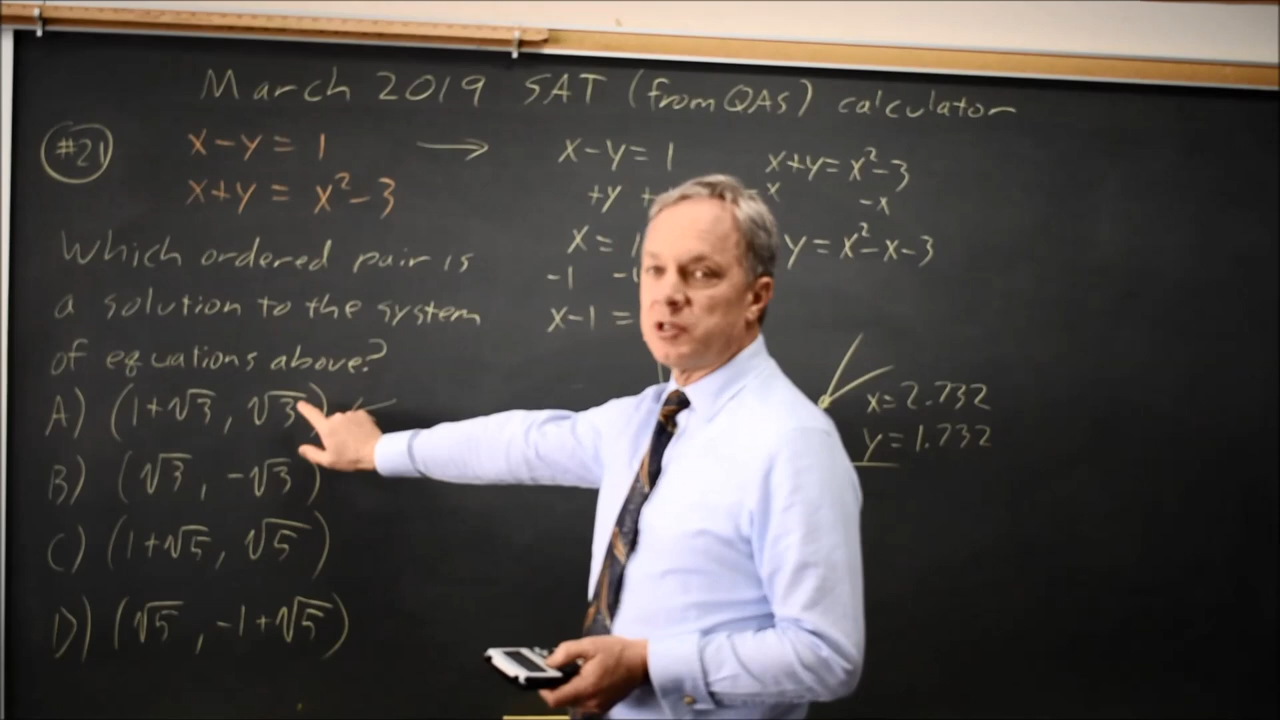 March 2019 SAT (from QAS) calculator
#21
x-y = 1
x+y = x²-3
Which ordered pair is
a solution to the system
of equations above?
A) (1+√3, √3)
B) (√3, -√3)
C) (1+√5, √5)
D) (√5, -1+√5)
x-y=1
+y +
x=1
-1 -
x-1 =
x+y=x²-3
-x -x
y=x²-x-3
x=2.732
y=1.732